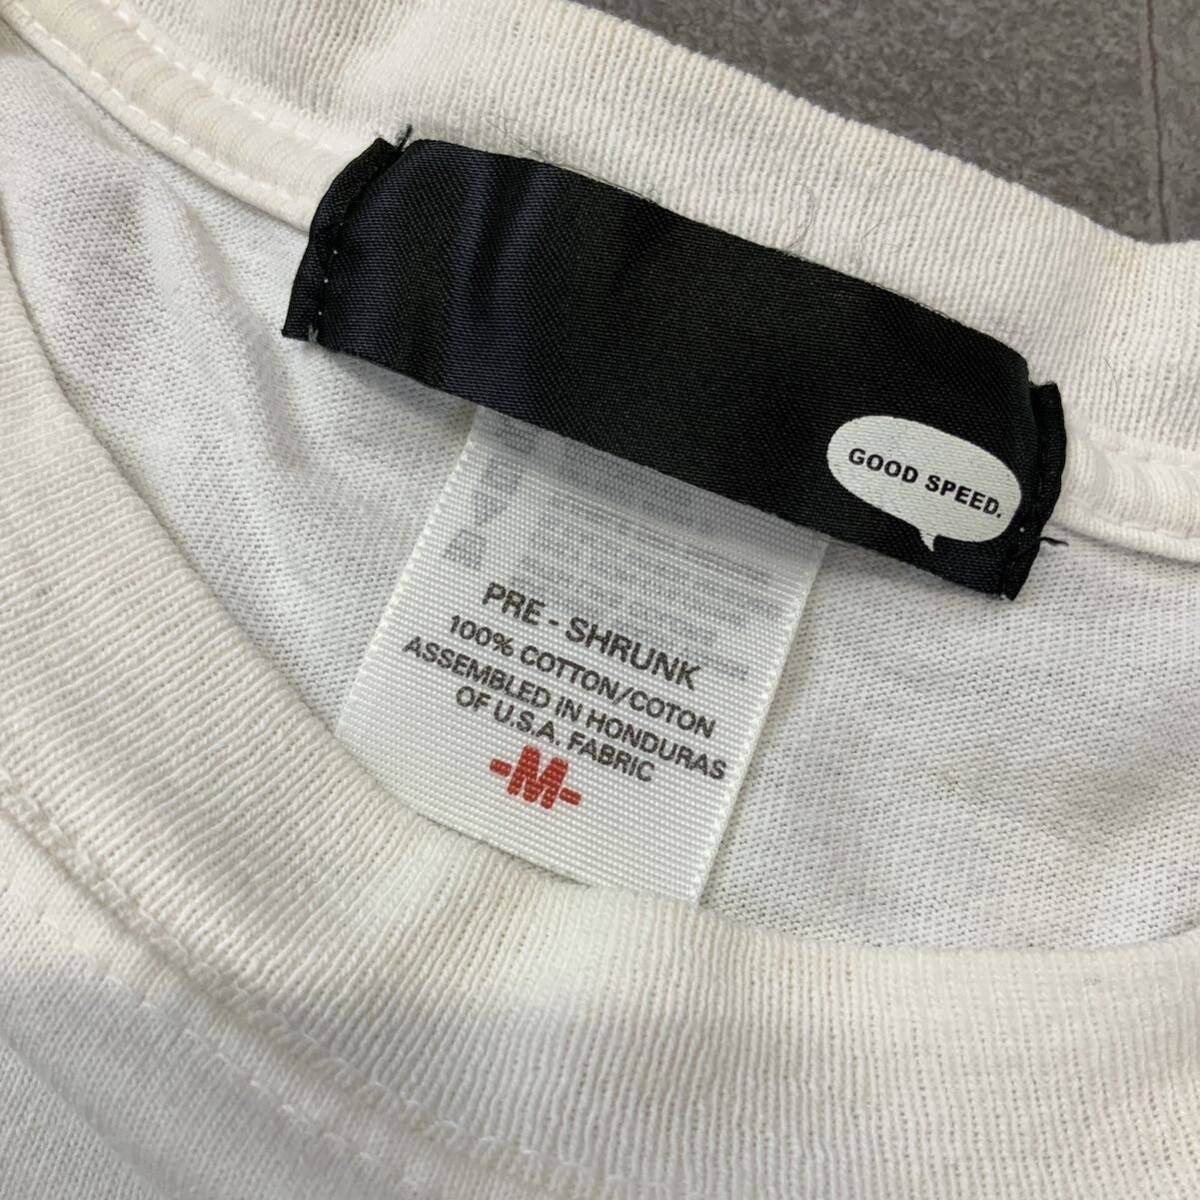 GOOD SPEED.
PRE - SHRUNK
100% COTTON/COTON
ASSEMBLED IN HONDURAS
OF U.S.A. FABRIC
-M-